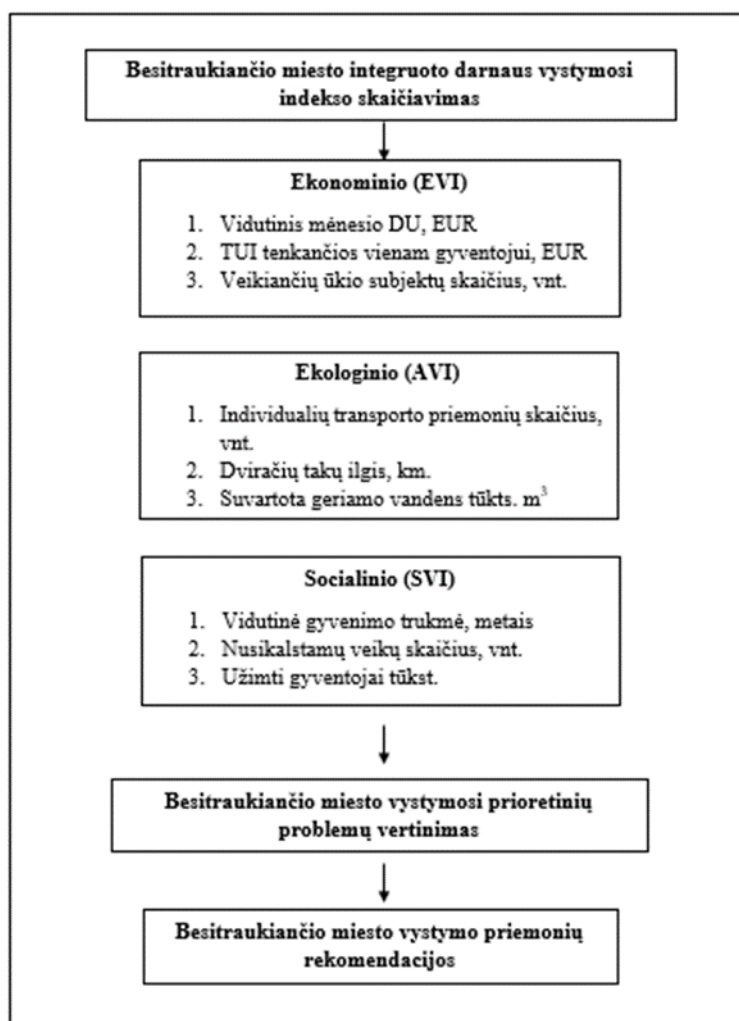 Besitraukiančio miesto integruoto darnaus vystymosi
indekso skaičiavimas
Ekonominio (EVI)
1. Vidutinis mėnesio DU, EUR
2. TUI tenkančios vienam gyventojui, EUR
3. Veikiančių ūkio subjektų skaičius, vnt.
Ekologinio (AVI)
1. Individualių transporto priemonių skaičius,
vnt.
2. Dviračių takų ilgis, km.
3. Suvartota geriamo vandens tūkts. m³
Socialinio (SVI)
1. Vidutinė gyvenimo trukmė, metais
2. Nusikalstamų veikų skaičius, vnt.
3. Užimti gyventojai tūkst.
Besitraukiančio miesto vystymosi prioretinių
problemų vertinimas
Besitraukiančio miesto vystymo priemonių
rekomendacijos